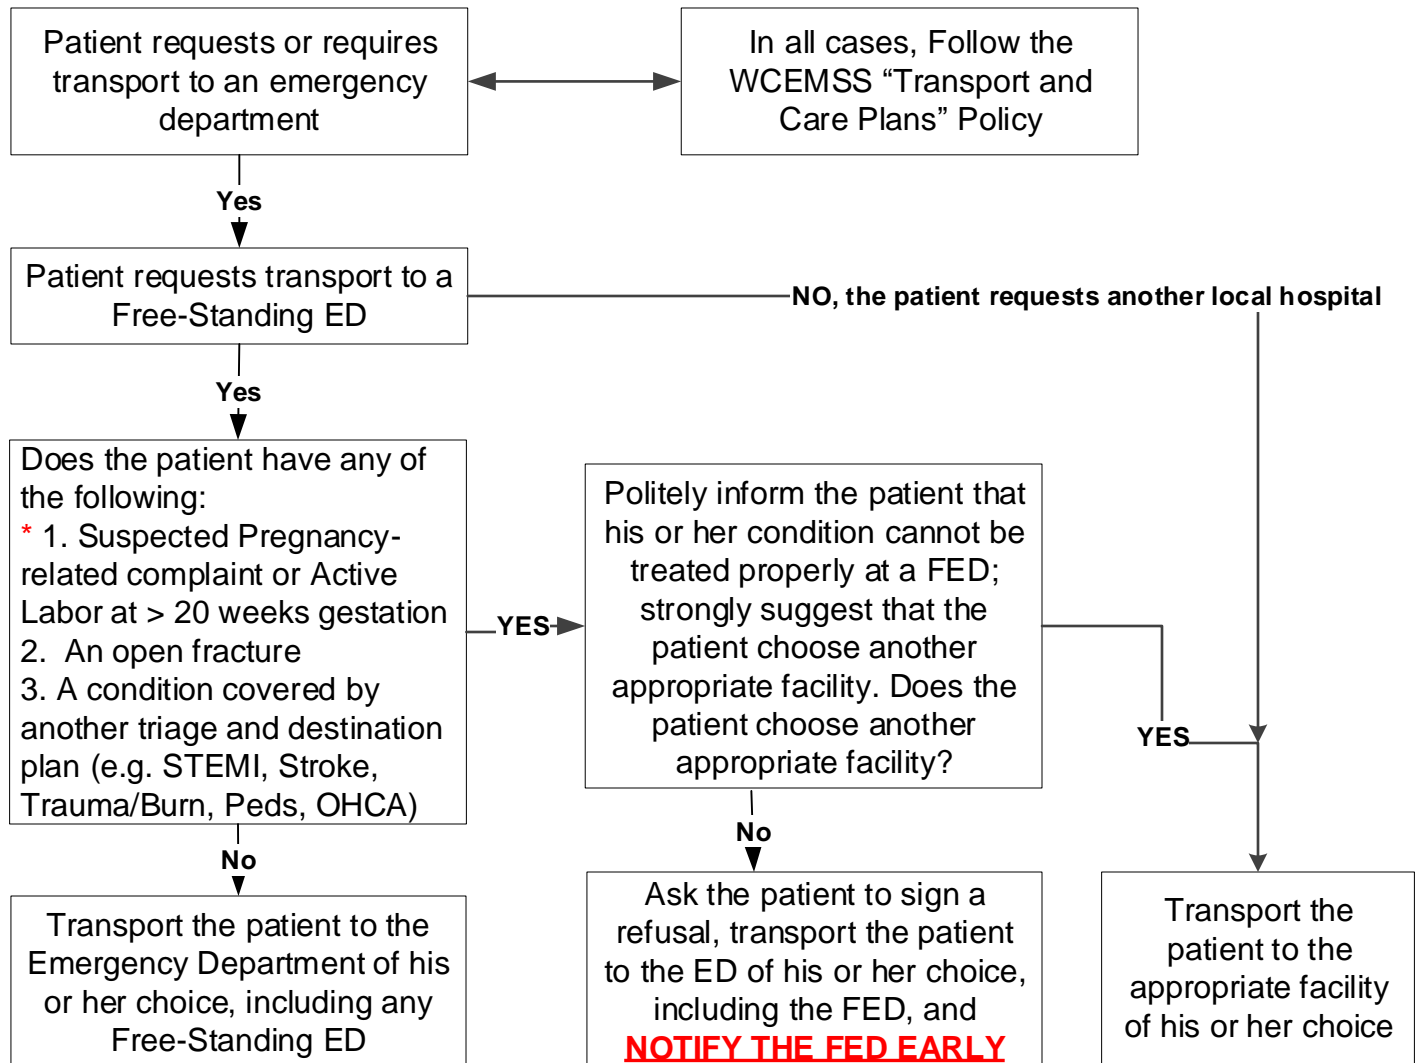 Patient requests or requires
transport to an emergency
department
In all cases, Follow the
WCEMSS “Transport and
Care Plans” Policy
Yes
Patient requests transport to a
Free-Standing ED
NO, the patient requests another local hospital
Yes
Does the patient have any of
the following:
* 1. Suspected Pregnancy-
related complaint or Active
Labor at > 20 weeks gestation
2. An open fracture
3. A condition covered by
another triage and destination
plan (e.g. STEMI, Stroke,
Trauma/Burn, Peds, OHCA)
YES
Politely inform the patient that
his or her condition cannot be
treated properly at a FED;
strongly suggest that the
patient choose another
appropriate facility. Does the
patient choose another
appropriate facility?
YES
No
No
Transport the patient to the
Emergency Department of his
or her choice, including any
Free-Standing ED
Ask the patient to sign a
refusal, transport the patient
to the ED of his or her choice,
including the FED, and
NOTIFY THE FED EARLY
Transport the
patient to the
appropriate facility
of his or her choice